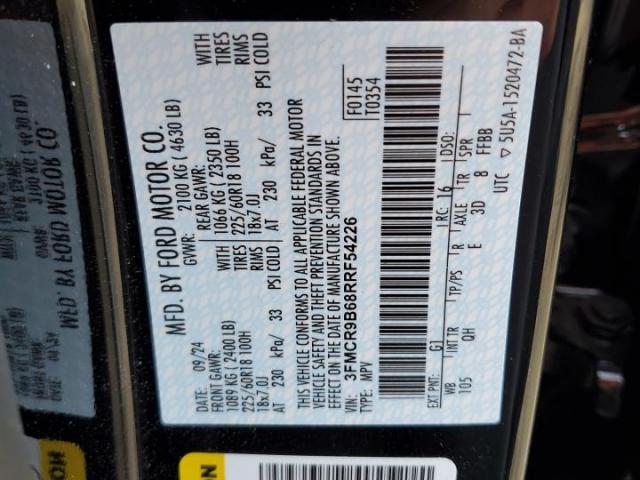 MFD. BY FORD MOTOR CO.
DATE: 09/24 GVWR: 2100 KG ( 4630 LB)
FRONT GAWR: REAR GAWR: WITH
1089 KG ( 2400 LB) 1066 KG ( 2350 LB) TIRES
225/60R18 100H 225/60R18 100H RIMS
18x7.0J 18x7.0J
AT 230 kPa/ 33 PSI COLD AT 230 kPa/ 33 PSI COLD
THIS VEHICLE CONFORMS TO ALL APPLICABLE FEDERAL MOTOR
VEHICLE SAFETY AND THEFT PREVENTION STANDARDS IN
EFFECT ON THE DATE OF MANUFACTURE SHOWN ABOVE.
VIN: 3FMCR9B68RRF54226 F0145
TYPE: MPV T0354
EXT PNT: G1 RC: 16 DSO:
WB INT TR TP/PS R AXLE TR SPR
105 QH E 3D 8 FFBB
UTC ▽ 5U5A-1520472-BA
WITH TIRES RIMS PSI COLD
MFD. BY FORD MOTOR CO.